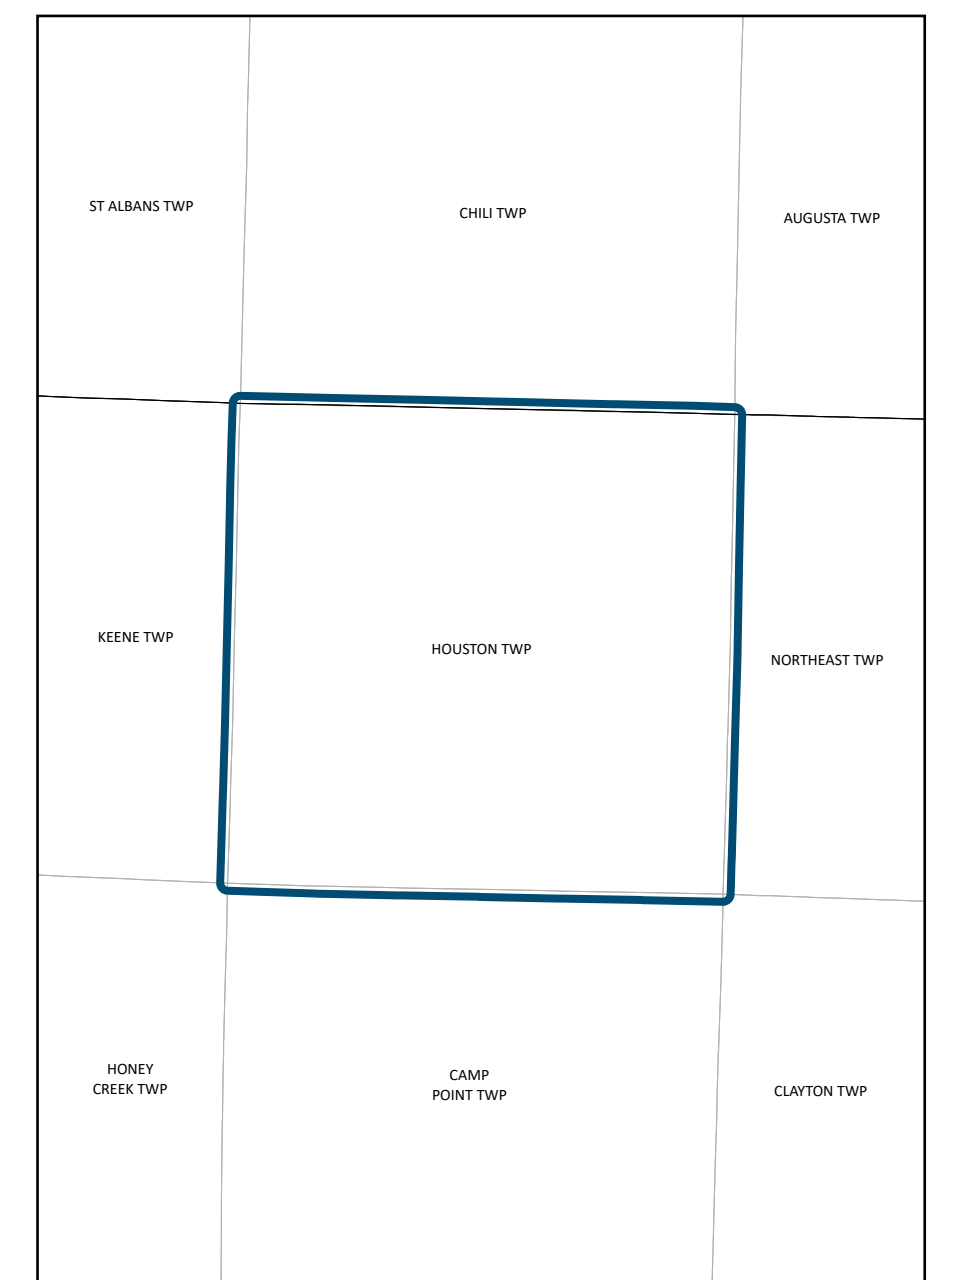 ST ALBANS TWP
CHILI TWP
AUGUSTA TWP
KEENE TWP
HOUSTON TWP
NORTHEAST TWP
HONEY
CREEK TWP
CAMP
POINT TWP
CLAYTON TWP